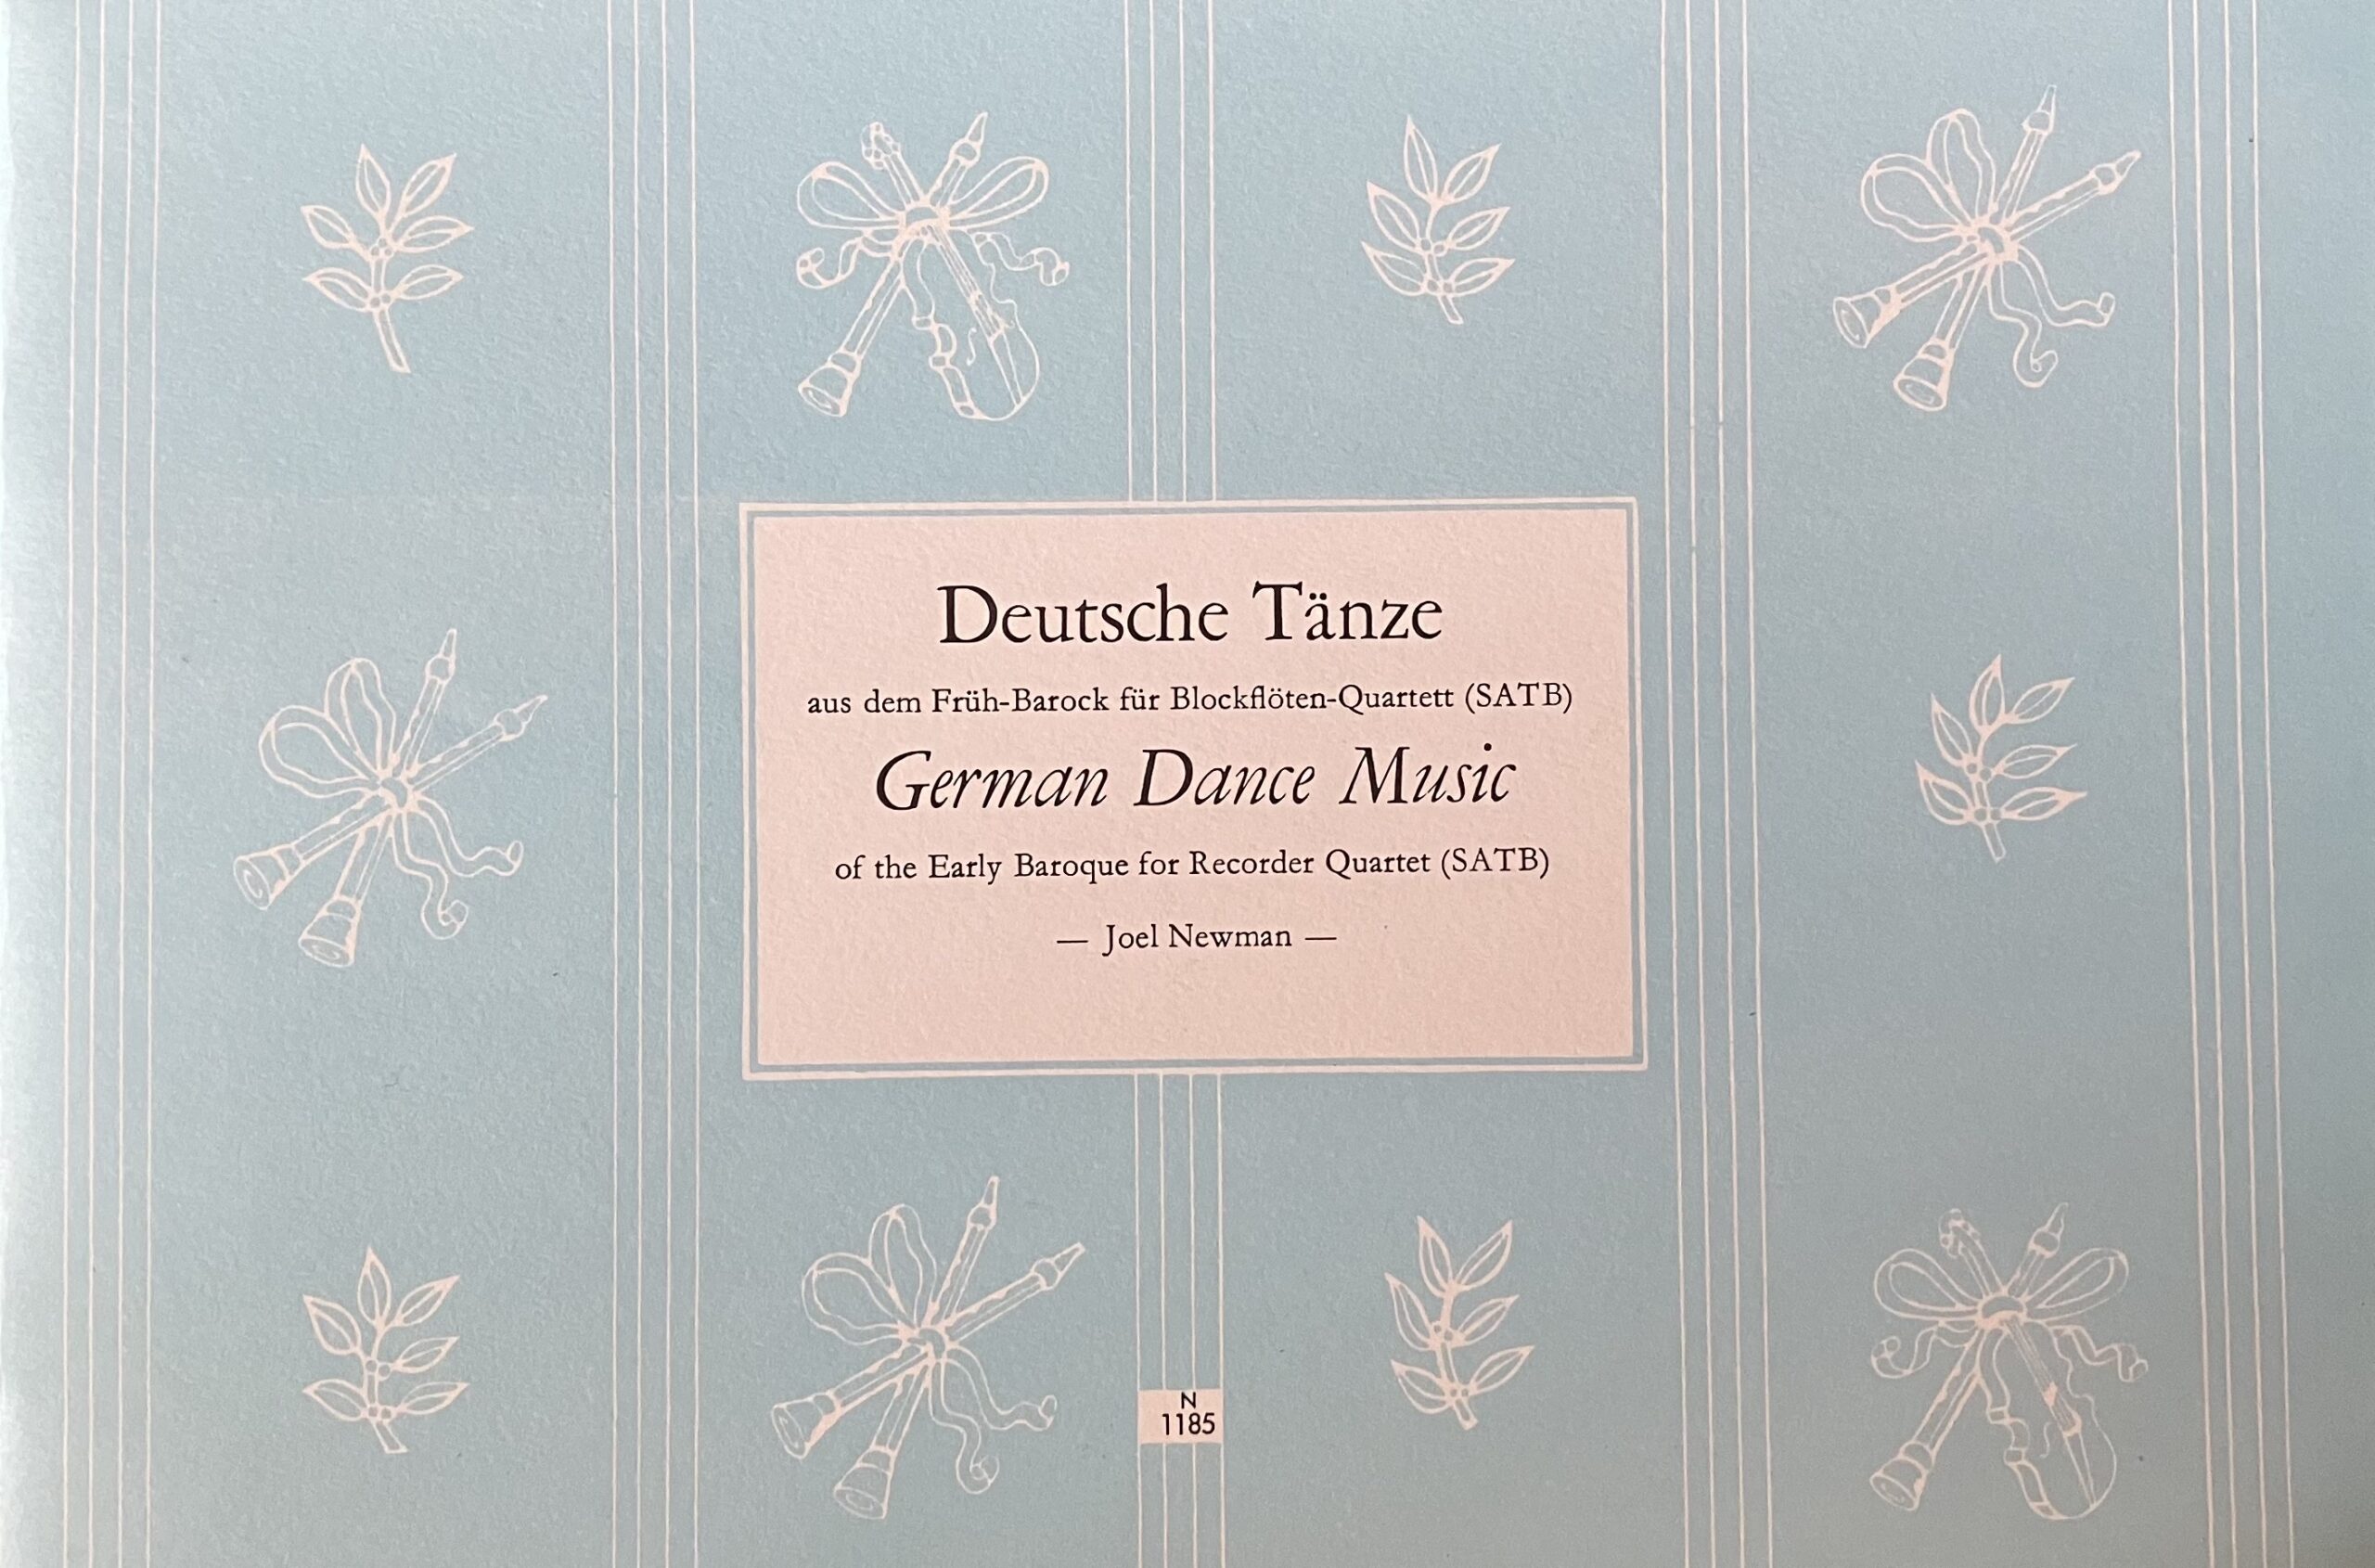 Deutsche Tänze
aus dem Früh-Barock für Blockflöten-Quartett (SATB)
German Dance Music
of the Early Baroque for Recorder Quartet (SATB)
— Joel Newman —
N
1185